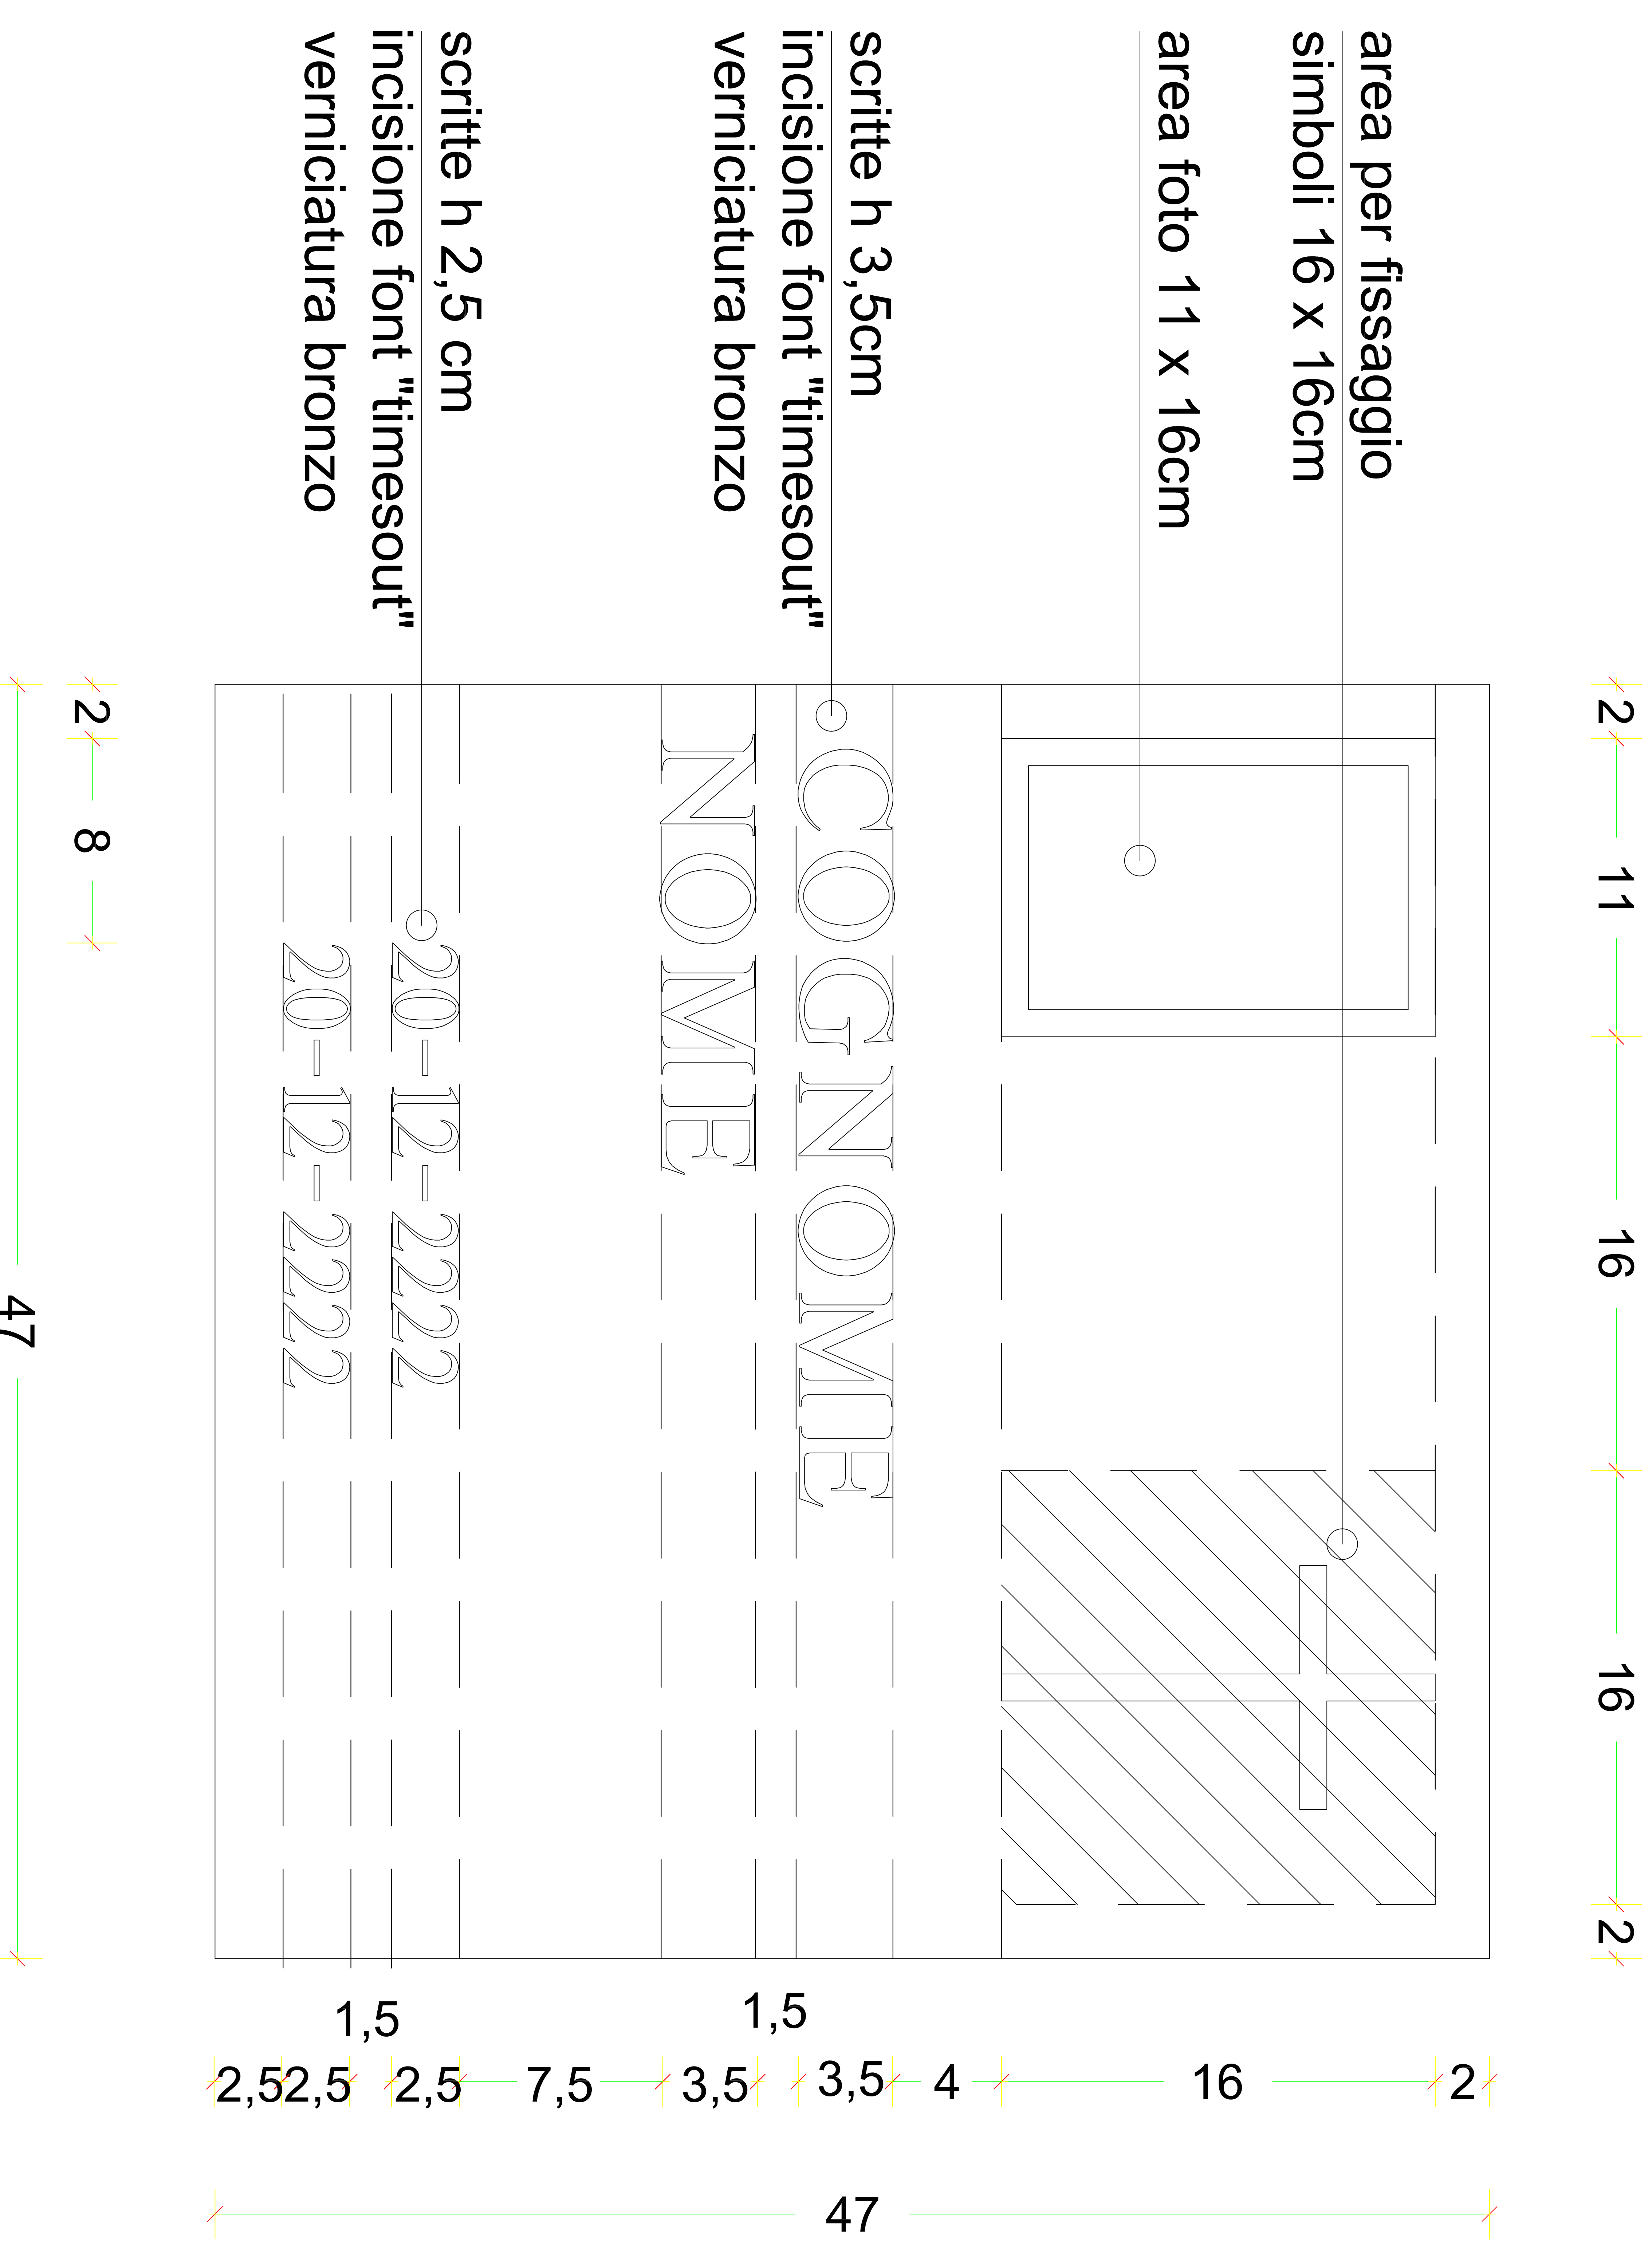 2
11
16
16
2
area per fissaggio
simboli 16 x 16cm
area foto 11 x 16cm
scritte h 3,5cm
incisione font "timesout"
verniciatura bronzo
scritte h 2,5 cm
incisione font "timesout"
verniciatura bronzo
COGNOME
NOME
20-12-2222
20-12-2222
2
16
4
3,5
1,5
3,5
7,5
2,5
1,5
2,5
2,5
47
2
8
47